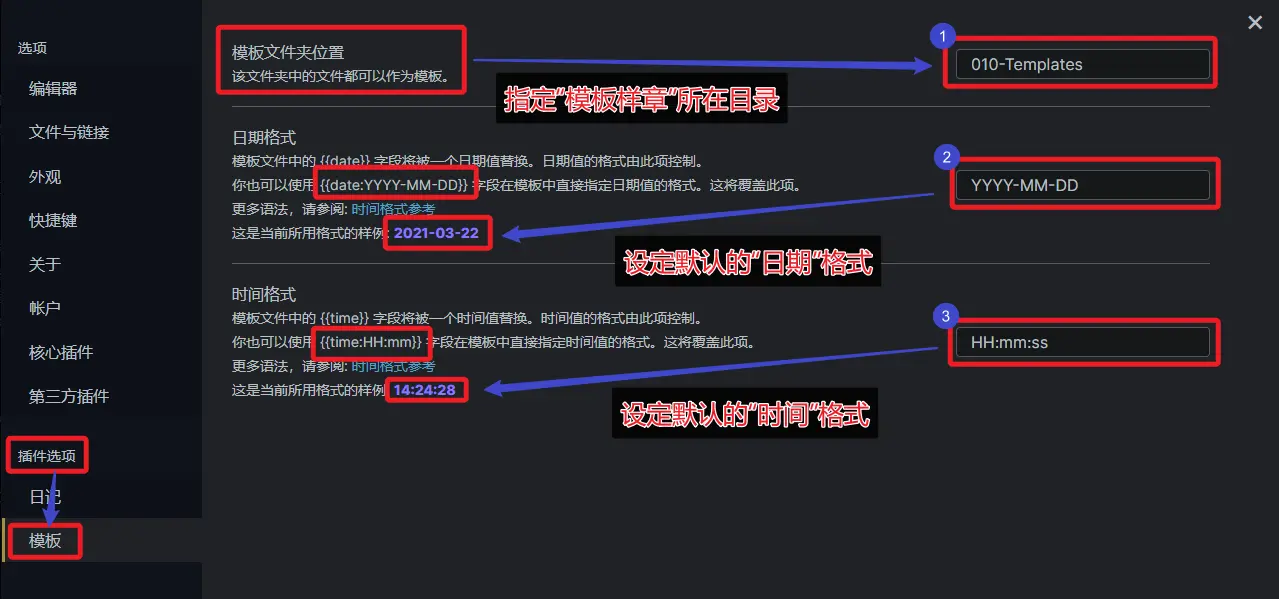 选项
编辑器
文件与链接
外观
快捷键
关于
帐户
核心插件
第三方插件
插件选项
日记
模板
模板文件夹位置
该文件夹中的文件都可以作为模板。
1
010-Templates
指定"模板样章"所在目录
日期格式
模板文件中的 {{date}} 字段将被一个日期值替换。日期值的格式由此项控制。
你也可以使用 {{date:YYYY-MM-DD}} 字段在模板中直接指定日期值的格式。这将覆盖此项。
更多语法，请参阅: 时间格式参考
这是当前所用格式的样例: 2021-03-22
2
YYYY-MM-DD
设定默认的"日期"格式
时间格式
模板文件中的 {{time}} 字段将被一个时间值替换。时间值的格式由此项控制。
你也可以使用 {{time:HH:mm}} 字段在模板中直接指定时间值的格式。这将覆盖此项。
更多语法，请参阅: 时间格式参考
这是当前所用格式的样例: 14:24:28
3
HH:mm:ss
设定默认的"时间"格式